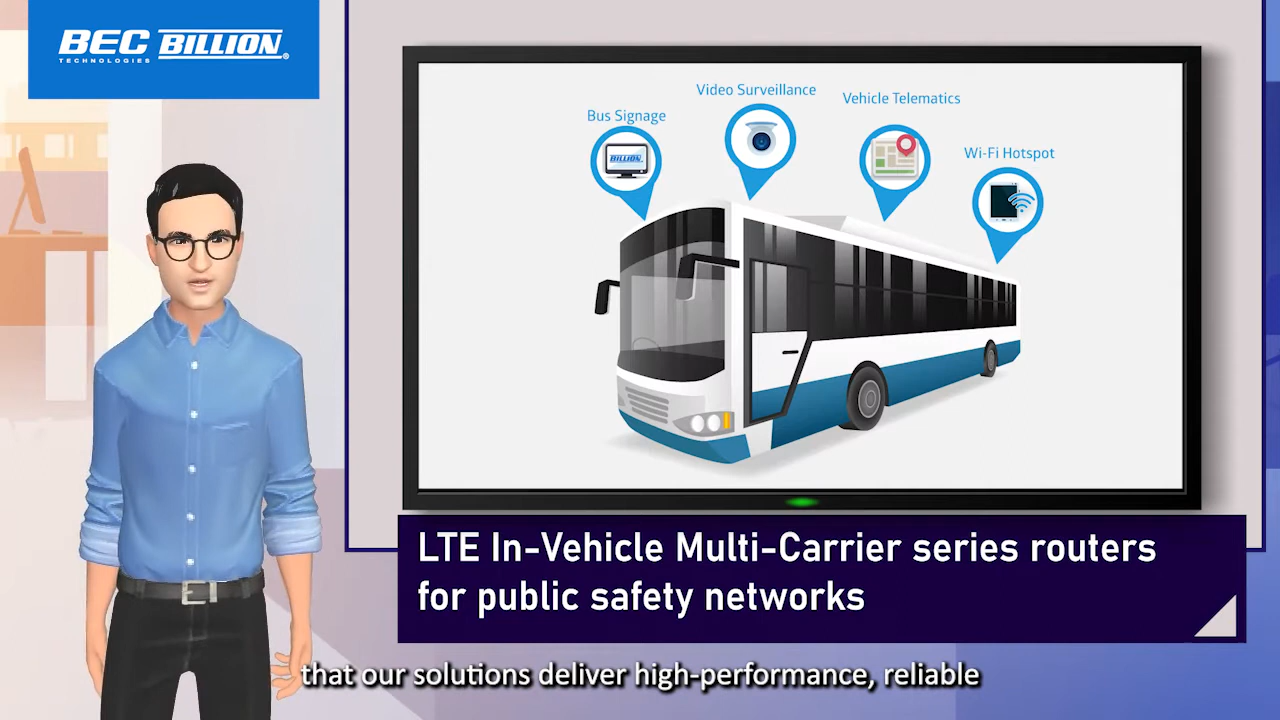 BEC BILLION®
TECHNOLOGIES
Video Surveillance
Vehicle Telematics
Bus Signage
Wi-Fi Hotspot
BILLION
LTE In-Vehicle Multi-Carrier series routers
for public safety networks
that our solutions deliver high-performance, reliable